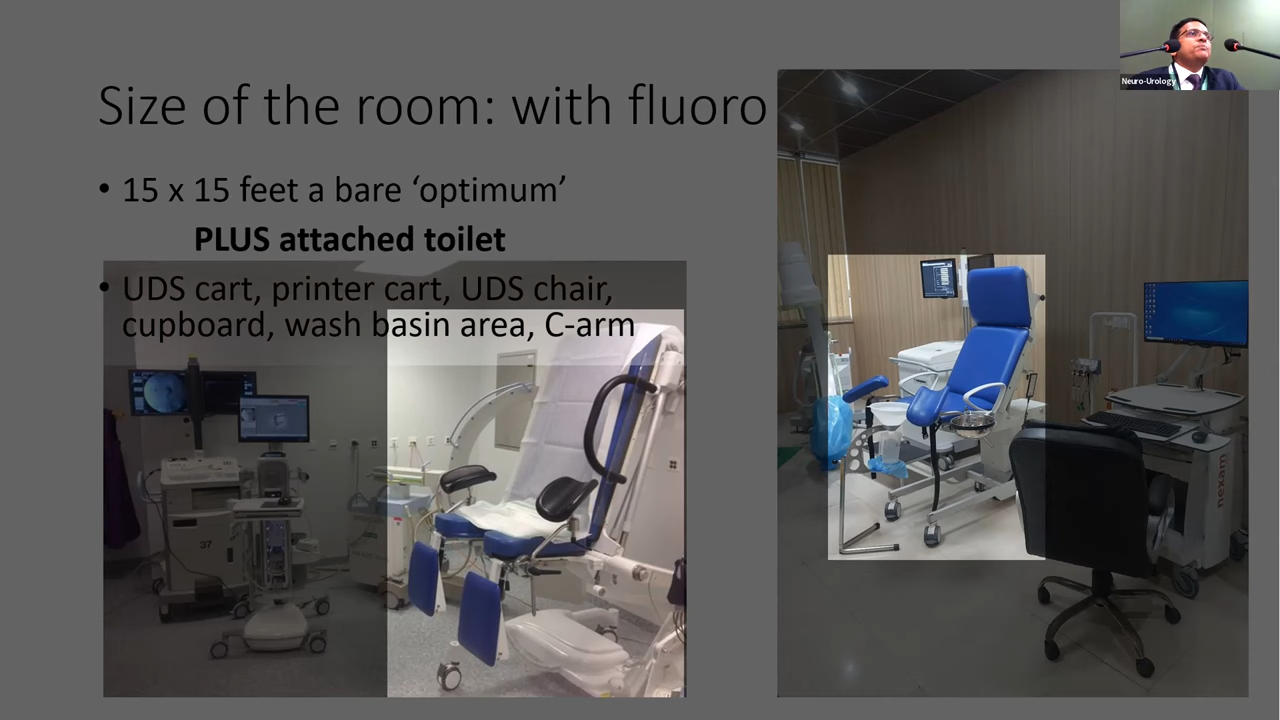 Neuro-Urology
Size of the room: with fluoro
• 15 x 15 feet a bare ‘optimum’
PLUS attached toilet
• UDS cart, printer cart, UDS chair,
cupboard, wash basin area, C-arm
37
nexam